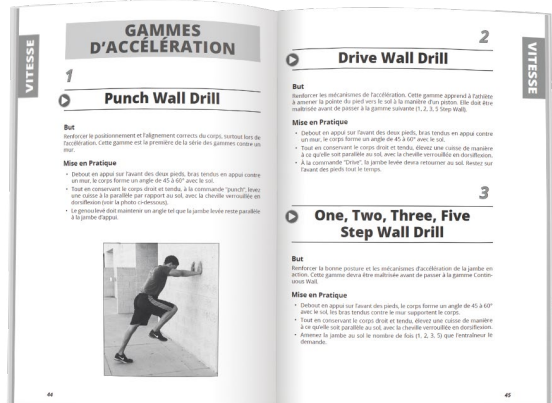 VITESSE
GAMMES
D'ACCÉLÉRATION
1
Punch Wall Drill
But
Renforcer le positionnement et l'alignement corrects du corps, surtout lors de
l'accélération. Cette gamme est la première de la série des gammes contre un
mur.
Mise en Pratique
• Debout en appui sur l'avant des deux pieds, bras tendus en appui contre
un mur, le corps forme un angle de 45 à 60° avec le sol.
• Tout en conservant le corps droit et tendu, à la commande "punch", levez
une cuisse à la parallèle par rapport au sol, avec la cheville verrouillée en
dorsiflexion (voir la photo ci-dessous).
• Le genou levé doit maintenir un angle tel que la jambe levée reste parallèle
à la jambe d'appui.
44
2
Drive Wall Drill
But
Renforcer les mécanismes de l'accélération. Cette gamme apprend à l'athlète
à amener la pointe du pied vers le sol à la manière d'un piston. Elle doit être
maîtrisée avant de passer à la gamme suivante (1, 2, 3, 5 Step Wall).
Mise en Pratique
• Debout en appui sur l'avant des deux pieds, bras tendus en appui contre
un mur, le corps forme un angle de 45 à 60° avec le sol.
• Tout en conservant le corps droit et tendu, élevez une cuisse de manière
à ce qu'elle soit parallèle au sol, avec la cheville verrouillée en dorsiflexion.
• À la commande "Drive", la jambe levée devra retourner au sol. Restez sur
l'avant des pieds tout le temps.
3
One, Two, Three, Five
Step Wall Drill
But
Renforcer la bonne posture et les mécanismes d'accélération de la jambe en
action. Cette gamme devra être maîtrisée avant de passer à la gamme Contin-
uous Wall.
Mise en Pratique
• Debout en appui sur l'avant des pieds, le corps forme un angle de 45 à 60°
avec le sol, les bras tendus contre le mur supportent le corps.
• Tout en conservant le corps droit et tendu, élevez une cuisse de manière
à ce qu'elle soit parallèle au sol, avec la cheville verrouillée en dorsiflexion.
• Amenez la jambe au sol le nombre de fois (1, 2, 3, 5) que l'entraîneur le
demande.
VITESSE
45